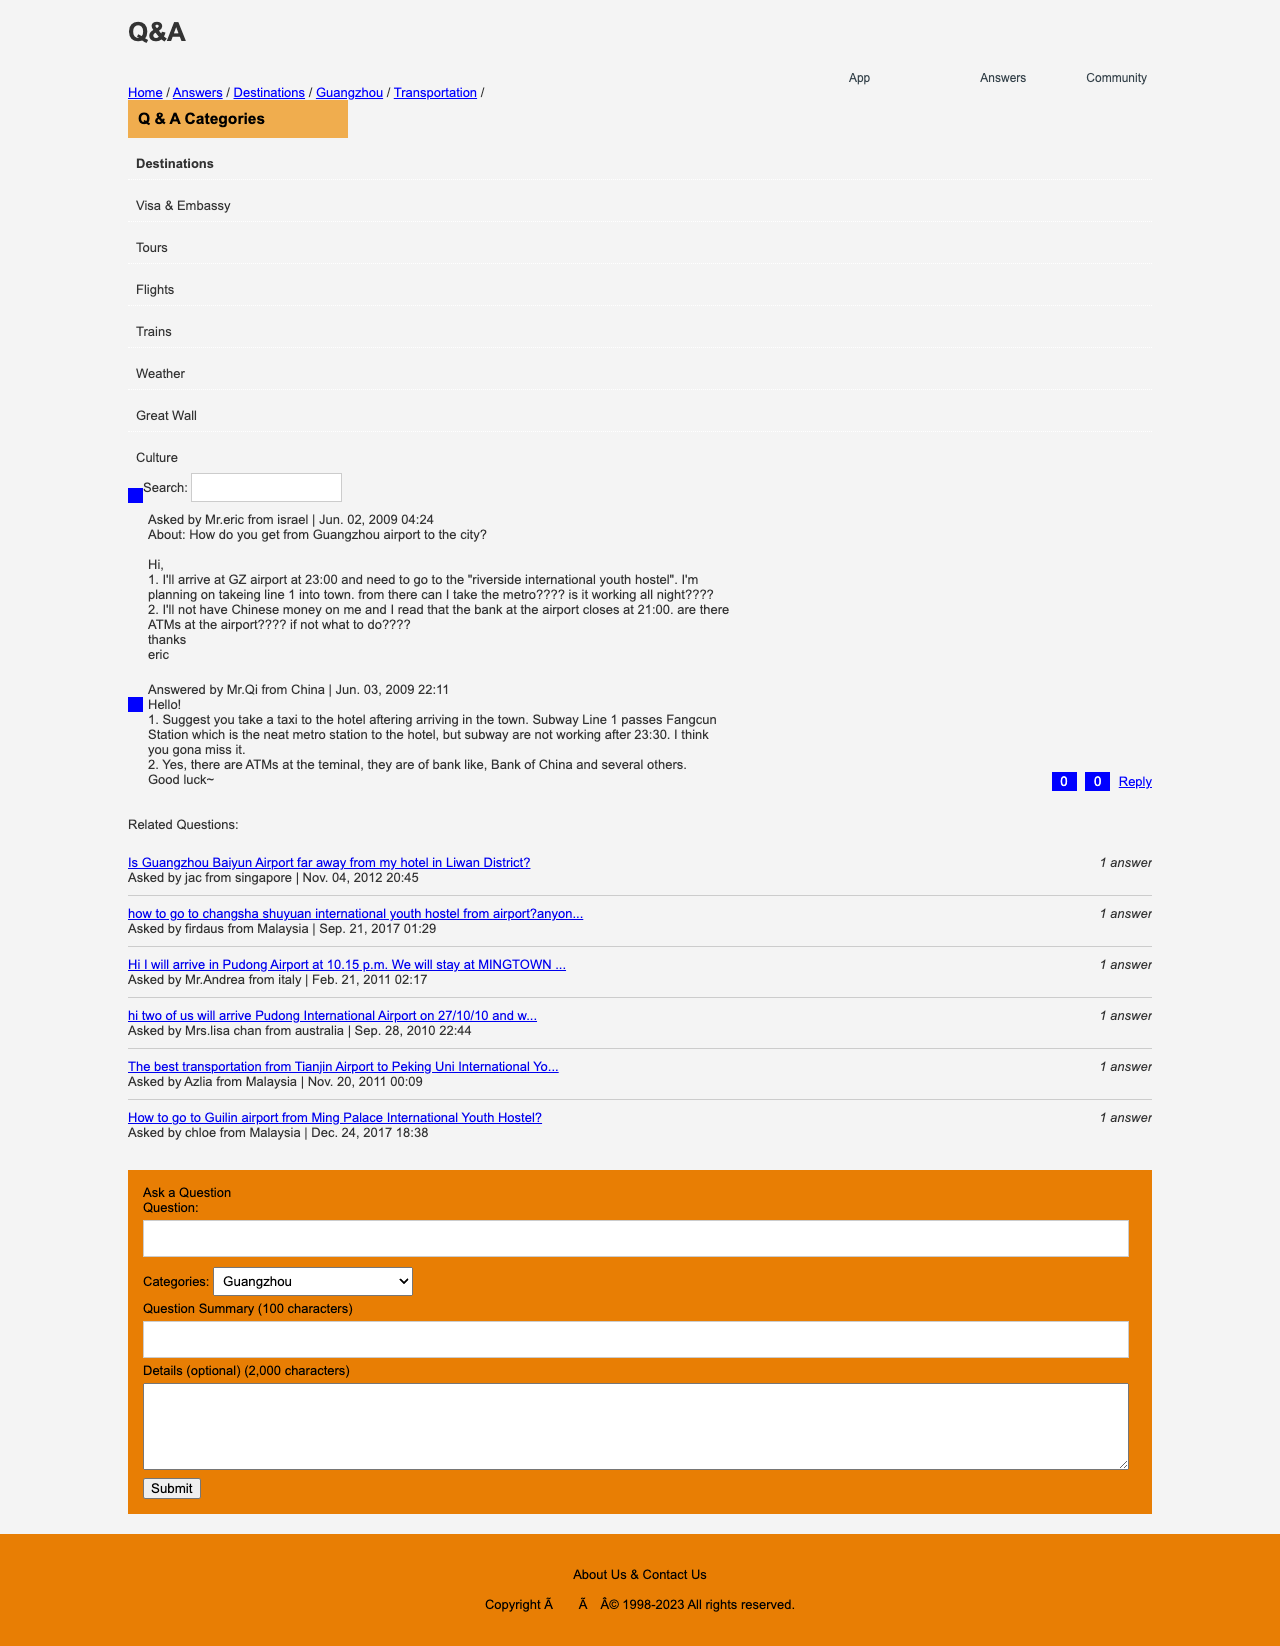 Q&A
App Answers Community
Home / Answers / Destinations / Guangzhou / Transportation /
Q & A Categories
Destinations
Visa & Embassy
Tours
Flights
Trains
Weather
Great Wall
Culture
Search:
Asked by Mr.eric from israel | Jun. 02, 2009 04:24
About: How do you get from Guangzhou airport to the city?
Hi,
1. I'll arrive at GZ airport at 23:00 and need to go to the "riverside international youth hostel". I'm
planning on takeing line 1 into town. from there can I take the metro???? is it working all night????
2. I'll not have Chinese money on me and I read that the bank at the airport closes at 21:00. are there
ATMs at the airport???? if not what to do????
thanks
eric
Answered by Mr.Qi from China | Jun. 03, 2009 22:11
Hello!
1. Suggest you take a taxi to the hotel aftering arriving in the town. Subway Line 1 passes Fangcun
Station which is the neat metro station to the hotel, but subway are not working after 23:30. I think
you gona miss it.
2. Yes, there are ATMs at the teminal, they are of bank like, Bank of China and several others.
Good luck~
0 0 Reply
Related Questions:
Is Guangzhou Baiyun Airport far away from my hotel in Liwan District? 1 answer
Asked by jac from singapore | Nov. 04, 2012 20:45
how to go to changsha shuyuan international youth hostel from airport?anyon... 1 answer
Asked by firdaus from Malaysia | Sep. 21, 2017 01:29
Hi I will arrive in Pudong Airport at 10.15 p.m. We will stay at MINGTOWN ... 1 answer
Asked by Mr.Andrea from italy | Feb. 21, 2011 02:17
hi two of us will arrive Pudong International Airport on 27/10/10 and w... 1 answer
Asked by Mrs.lisa chan from australia | Sep. 28, 2010 22:44
The best transportation from Tianjin Airport to Peking Uni International Yo... 1 answer
Asked by Azlia from Malaysia | Nov. 20, 2011 00:09
How to go to Guilin airport from Ming Palace International Youth Hostel? 1 answer
Asked by chloe from Malaysia | Dec. 24, 2017 18:38
Ask a Question
Question:
Categories: Guangzhou
Question Summary (100 characters)
Details (optional) (2,000 characters)
Submit
About Us & Contact Us
Copyright Ã Ã Â© 1998-2023 All rights reserved.